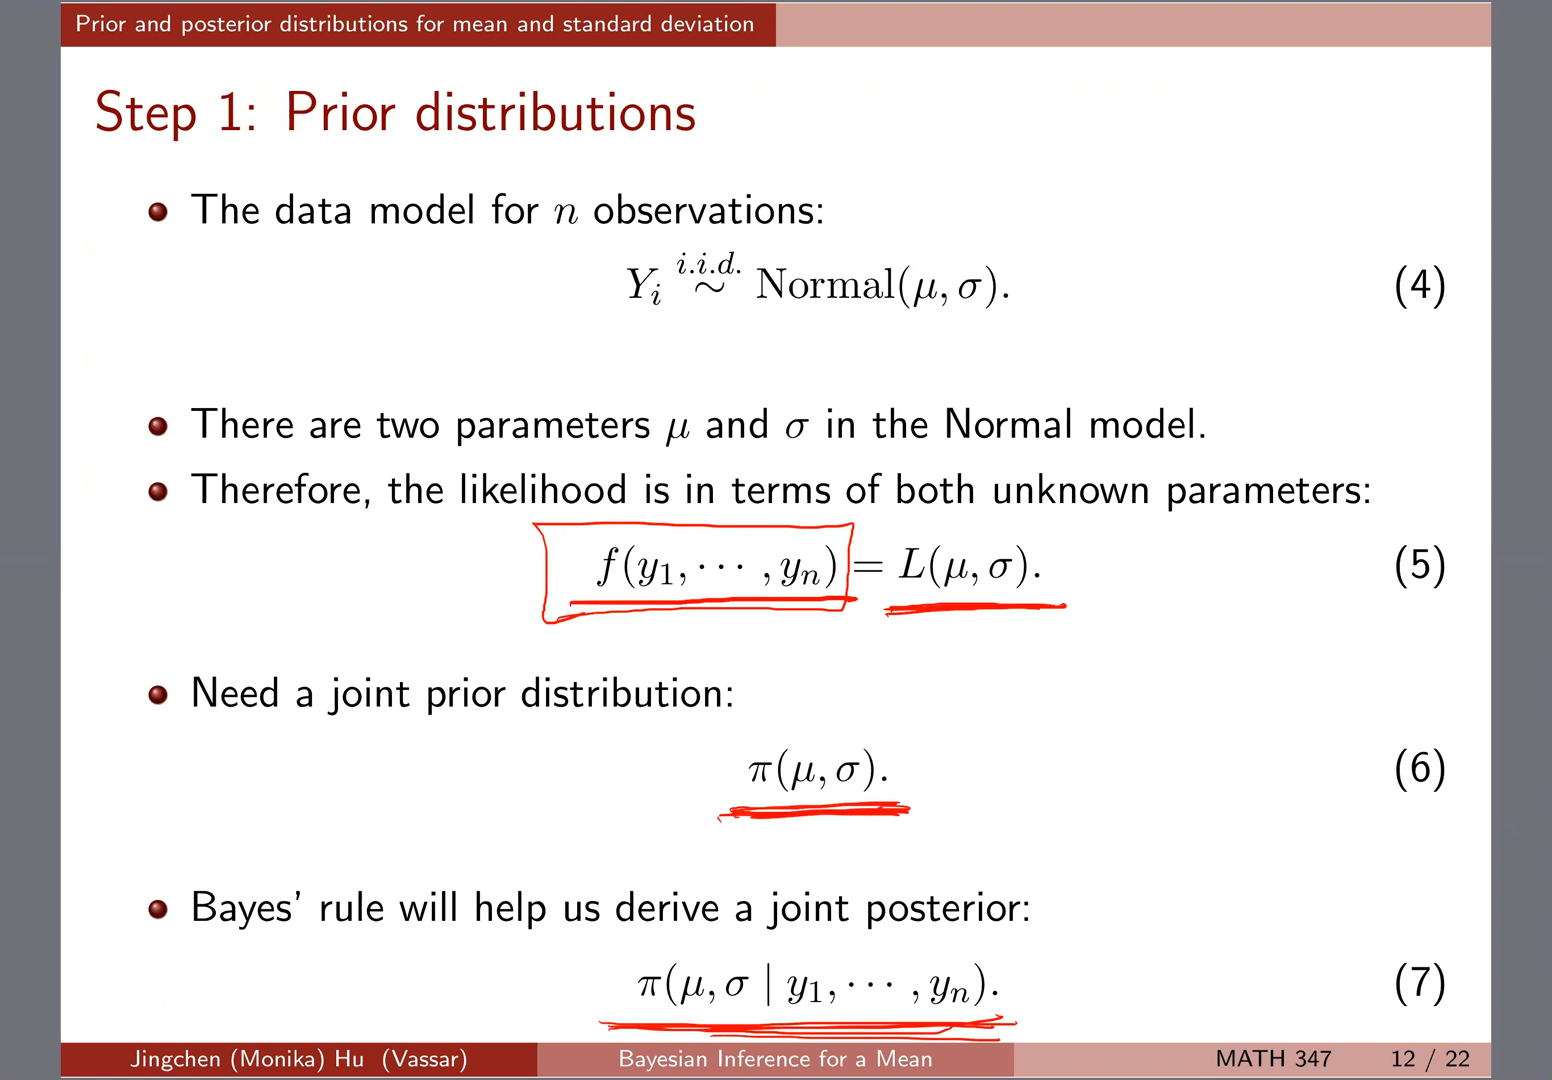 Prior and posterior distributions for mean and standard deviation
Step 1: Prior distributions
The data model for n observations:
Y_i i.i.d. ∼ Normal(μ, σ). (4)
There are two parameters μ and σ in the Normal model.
Therefore, the likelihood is in terms of both unknown parameters:
f(y_1, ··· , y_n) = L(μ, σ). (5)
Need a joint prior distribution:
π(μ, σ). (6)
Bayes' rule will help us derive a joint posterior:
π(μ, σ | y_1, ··· , y_n). (7)
Jingchen (Monika) Hu (Vassar) Bayesian Inference for a Mean MATH 347 12 / 22